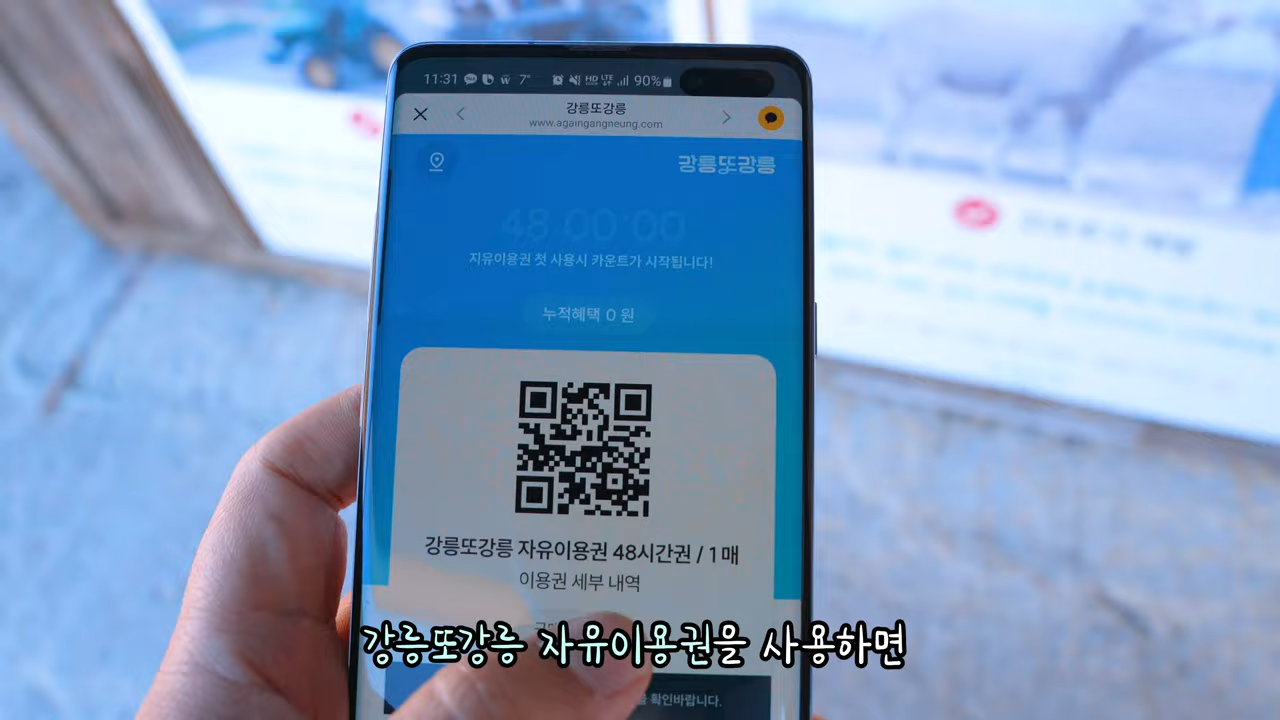 11:31 7° HD LTE 90%
강릉또강릉
www.againgangneung.com
강릉또강릉
48:00:00
자유이용권 첫 사용시 카운트가 시작됩니다!
누적혜택 0 원
강릉또강릉 자유이용권 48시간권 / 1매
이용권 세부 내역
강릉또강릉 자유이용권을 사용하면
확인바랍니다.